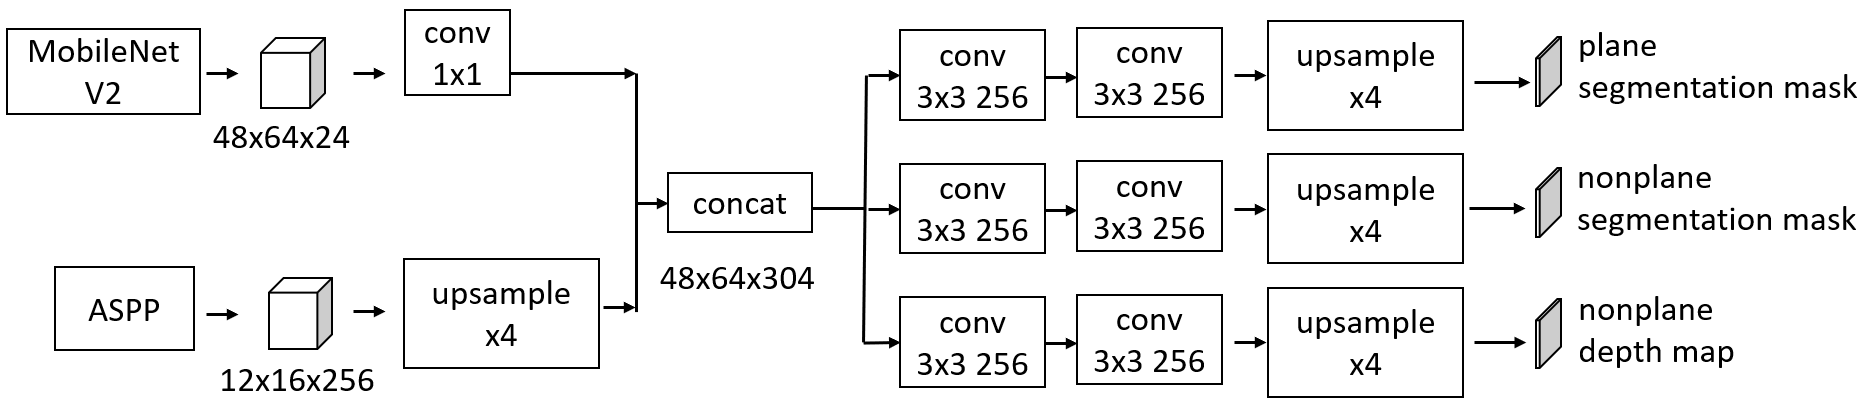 MobileNet
V2
48x64x24
conv
1x1
ASPP
12x16x256
upsample
x4
concat
48x64x304
conv
3x3 256
conv
3x3 256
upsample
x4
plane
segmentation mask
conv
3x3 256
conv
3x3 256
upsample
x4
nonplane
segmentation mask
conv
3x3 256
conv
3x3 256
upsample
x4
nonplane
depth map